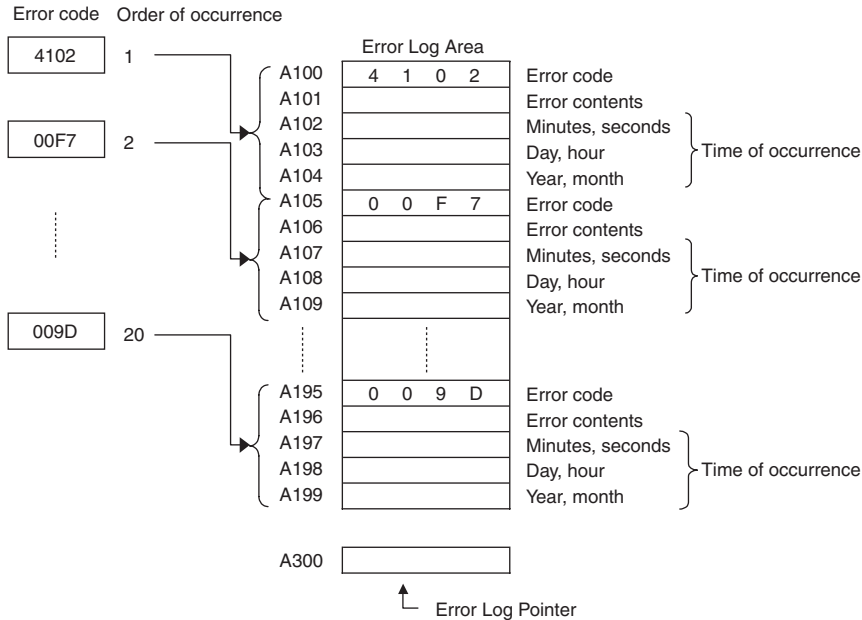 Error code Order of occurrence
Error Log Area
4102 1
A100 4 1 0 2 Error code
A101 Error contents
A102 Minutes, seconds
00F7 2
A103 Day, hour Time of occurrence
A104 Year, month
A105 0 0 F 7 Error code
A106 Error contents
A107 Minutes, seconds
A108 Day, hour Time of occurrence
A109 Year, month
009D 20
A195 0 0 9 D Error code
A196 Error contents
A197 Minutes, seconds
A198 Day, hour Time of occurrence
A199 Year, month
A300
Error Log Pointer